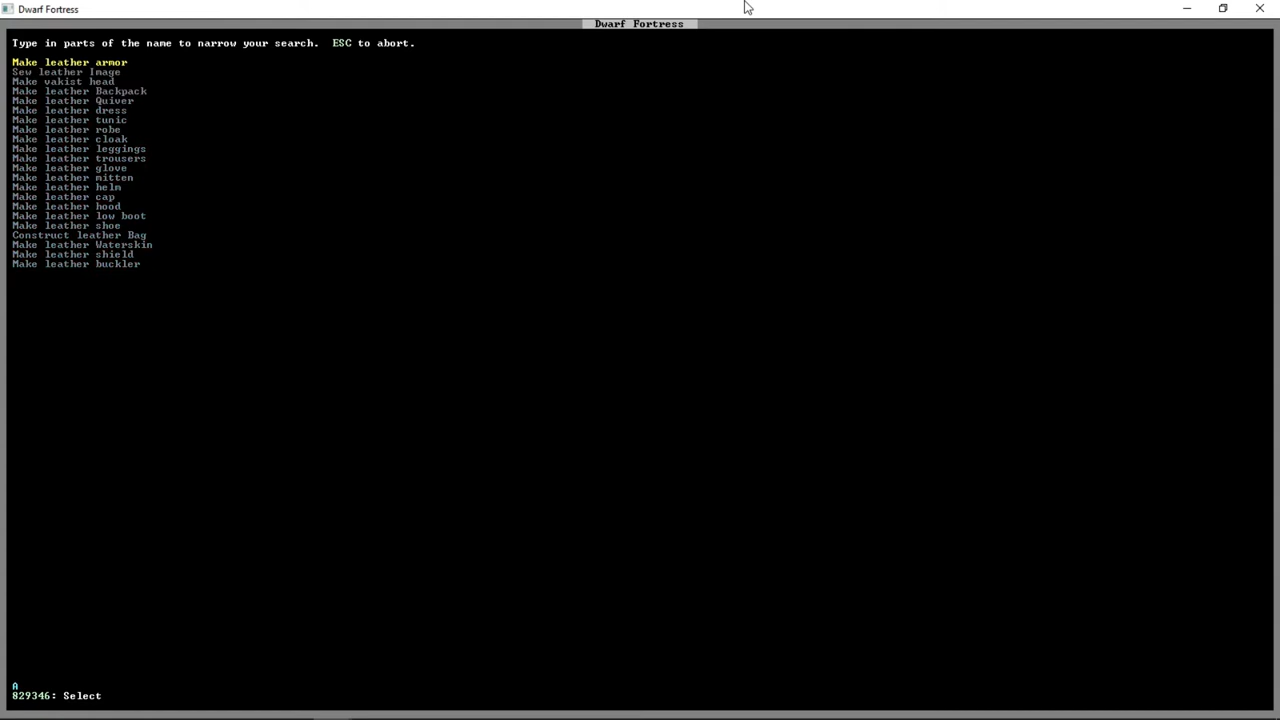 Dwarf Fortress
Dwarf Fortress
Type in parts of the name to narrow your search.  ESC to abort.
Make leather armor
Sew leather Image
Make vakist head
Make leather Backpack
Make leather Quiver
Make leather dress
Make leather tunic
Make leather robe
Make leather cloak
Make leather leggings
Make leather trousers
Make leather glove
Make leather mitten
Make leather helm
Make leather cap
Make leather hood
Make leather low boot
Make leather shoe
Construct leather Bag
Make leather Waterskin
Make leather shield
Make leather buckler
A
829346: Select